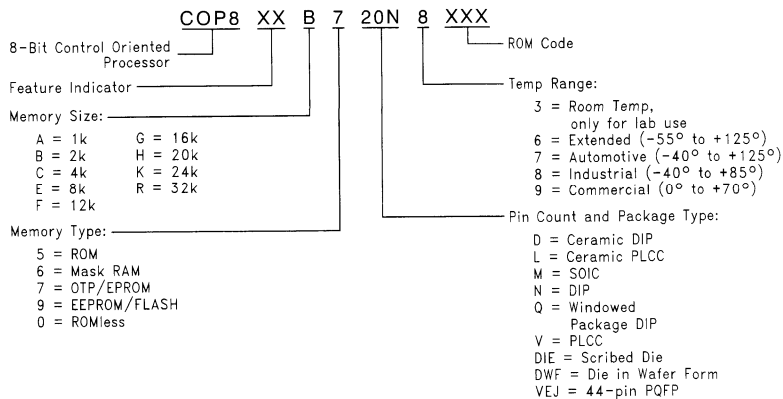 COP8 XX B 7 20N 8 XXX
8-Bit Control Oriented
Processor
Feature Indicator
Memory Size:
A = 1k G = 16k
B = 2k H = 20k
C = 4k K = 24k
E = 8k R = 32k
F = 12k
Memory Type:
5 = ROM
6 = Mask RAM
7 = OTP/EPROM
9 = EEPROM/FLASH
0 = ROMless
ROM Code
Temp Range:
3 = Room Temp,
only for lab use
6 = Extended (-55° to +125°)
7 = Automotive (-40° to +125°)
8 = Industrial (-40° to +85°)
9 = Commercial (0° to +70°)
Pin Count and Package Type:
D = Ceramic DIP
L = Ceramic PLCC
M = SOIC
N = DIP
Q = Windowed
Package DIP
V = PLCC
DIE = Scribed Die
DWF = Die in Wafer Form
VEJ = 44-pin PQFP